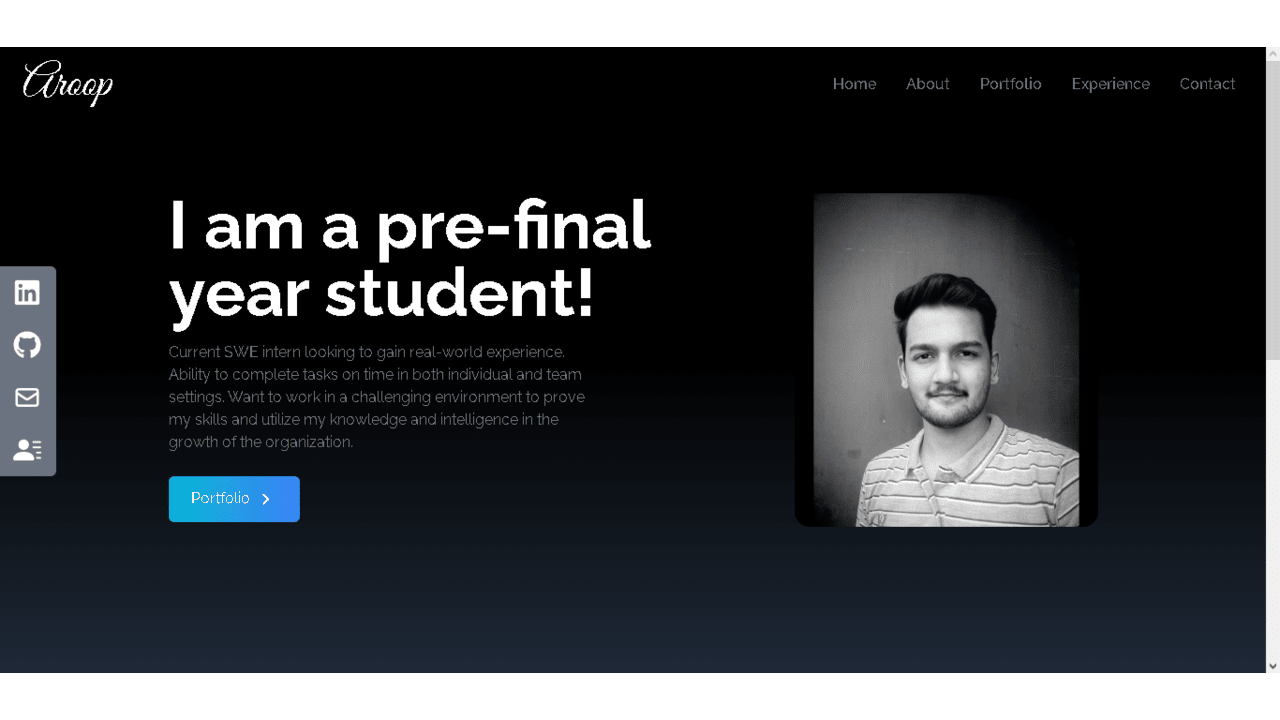 Aroop
Home About Portfolio Experience Contact
I am a pre-final
year student!
Current SWE intern looking to gain real-world experience.
Ability to complete tasks on time in both individual and team
settings. Want to work in a challenging environment to prove
my skills and utilize my knowledge and intelligence in the
growth of the organization.
Portfolio
in